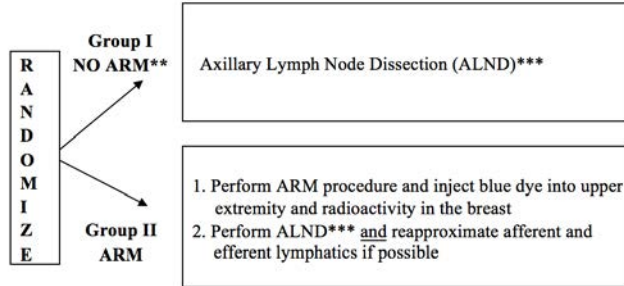 RANDOMIZE
Group I
NO ARM**
Axillary Lymph Node Dissection (ALND)***
Group II
ARM
1. Perform ARM procedure and inject blue dye into upper
extremity and radioactivity in the breast
2. Perform ALND*** and reapproximate afferent and
efferent lymphatics if possible